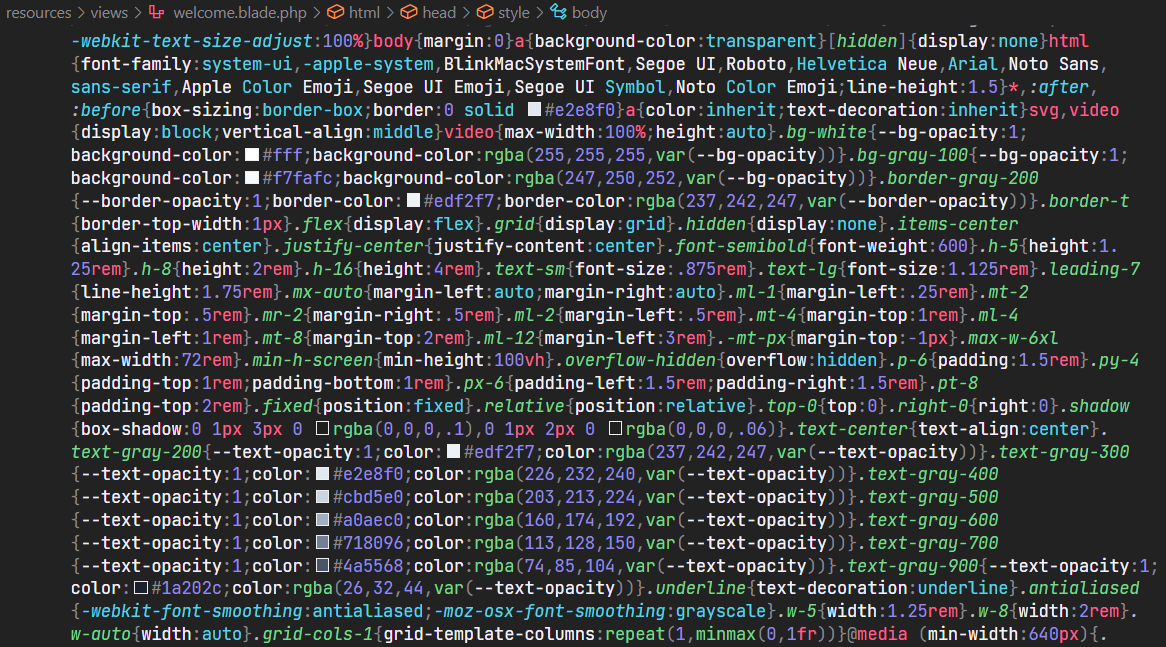 resources > views > welcome.blade.php > html > head > style > body
-webkit-text-size-adjust:100%}body{margin:0}a{background-color:transparent}[hidden]{display:none}html
{font-family:system-ui,-apple-system,BlinkMacSystemFont,Segoe UI,Roboto,Helvetica Neue,Arial,Noto Sans,
sans-serif,Apple Color Emoji,Segoe UI Emoji,Segoe UI Symbol,Noto Color Emoji;line-height:1.5}*,:after,
:before{box-sizing:border-box;border:0 solid #e2e8f0}a{color:inherit;text-decoration:inherit}svg,video
{display:block;vertical-align:middle}video{max-width:100%;height:auto}.bg-white{--bg-opacity:1;
background-color:#fff;background-color:rgba(255,255,255,var(--bg-opacity))}.bg-gray-100{--bg-opacity:1;
background-color:#f7fafc;background-color:rgba(247,250,252,var(--bg-opacity))}.border-gray-200
{--border-opacity:1;border-color:#edf2f7;border-color:rgba(237,242,247,var(--border-opacity))}.border-t
{border-top-width:1px}.flex{display:flex}.grid{display:grid}.hidden{display:none}.items-center
{align-items:center}.justify-center{justify-content:center}.font-semibold{font-weight:600}.h-5{height:1.
25rem}.h-8{height:2rem}.h-16{height:4rem}.text-sm{font-size:.875rem}.text-lg{font-size:1.125rem}.leading-7
{line-height:1.75rem}.mx-auto{margin-left:auto;margin-right:auto}.ml-1{margin-left:.25rem}.mt-2
{margin-top:.5rem}.mr-2{margin-right:.5rem}.ml-2{margin-left:.5rem}.mt-4{margin-top:1rem}.ml-4
{margin-left:1rem}.mt-8{margin-top:2rem}.ml-12{margin-left:3rem}.-mt-px{margin-top:-1px}.max-w-6xl
{max-width:72rem}.min-h-screen{min-height:100vh}.overflow-hidden{overflow:hidden}.p-6{padding:1.5rem}.py-4
{padding-top:1rem;padding-bottom:1rem}.px-6{padding-left:1.5rem;padding-right:1.5rem}.pt-8
{padding-top:2rem}.fixed{position:fixed}.relative{position:relative}.top-0{top:0}.right-0{right:0}.shadow
{box-shadow:0 1px 3px 0 rgba(0,0,0,.1),0 1px 2px 0 rgba(0,0,0,.06)}.text-center{text-align:center}.
text-gray-200{--text-opacity:1;color:#edf2f7;color:rgba(237,242,247,var(--text-opacity))}.text-gray-300
{--text-opacity:1;color:#e2e8f0;color:rgba(226,232,240,var(--text-opacity))}.text-gray-400
{--text-opacity:1;color:#cbd5e0;color:rgba(203,213,224,var(--text-opacity))}.text-gray-500
{--text-opacity:1;color:#a0aec0;color:rgba(160,174,192,var(--text-opacity))}.text-gray-600
{--text-opacity:1;color:#718096;color:rgba(113,128,150,var(--text-opacity))}.text-gray-700
{--text-opacity:1;color:#4a5568;color:rgba(74,85,104,var(--text-opacity))}.text-gray-900{--text-opacity:1;
color:#1a202c;color:rgba(26,32,44,var(--text-opacity))}.underline{text-decoration:underline}.antialiased
{-webkit-font-smoothing:antialiased;-moz-osx-font-smoothing:grayscale}.w-5{width:1.25rem}.w-8{width:2rem}.
w-auto{width:auto}.grid-cols-1{grid-template-columns:repeat(1,minmax(0,1fr))}@media (min-width:640px){.